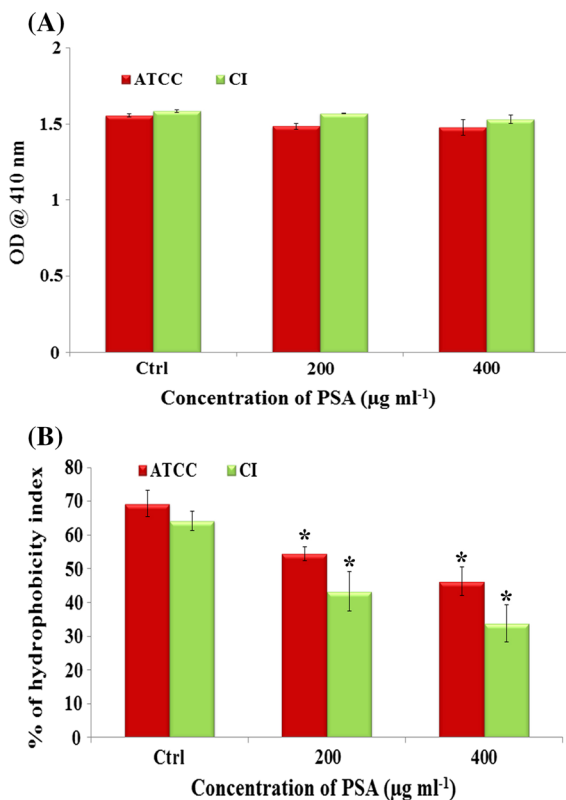 (A)
2
ATCC CI
1.5
1
0.5
0
OD @ 410 nm
Ctrl 200 400
Concentration of PSA (µg ml-1)
(B)
80
ATCC CI
70
60
50
40
30
20
10
0
% of hydrophobicity index
* * * *
Ctrl 200 400
Concentration of PSA (µg ml-1)